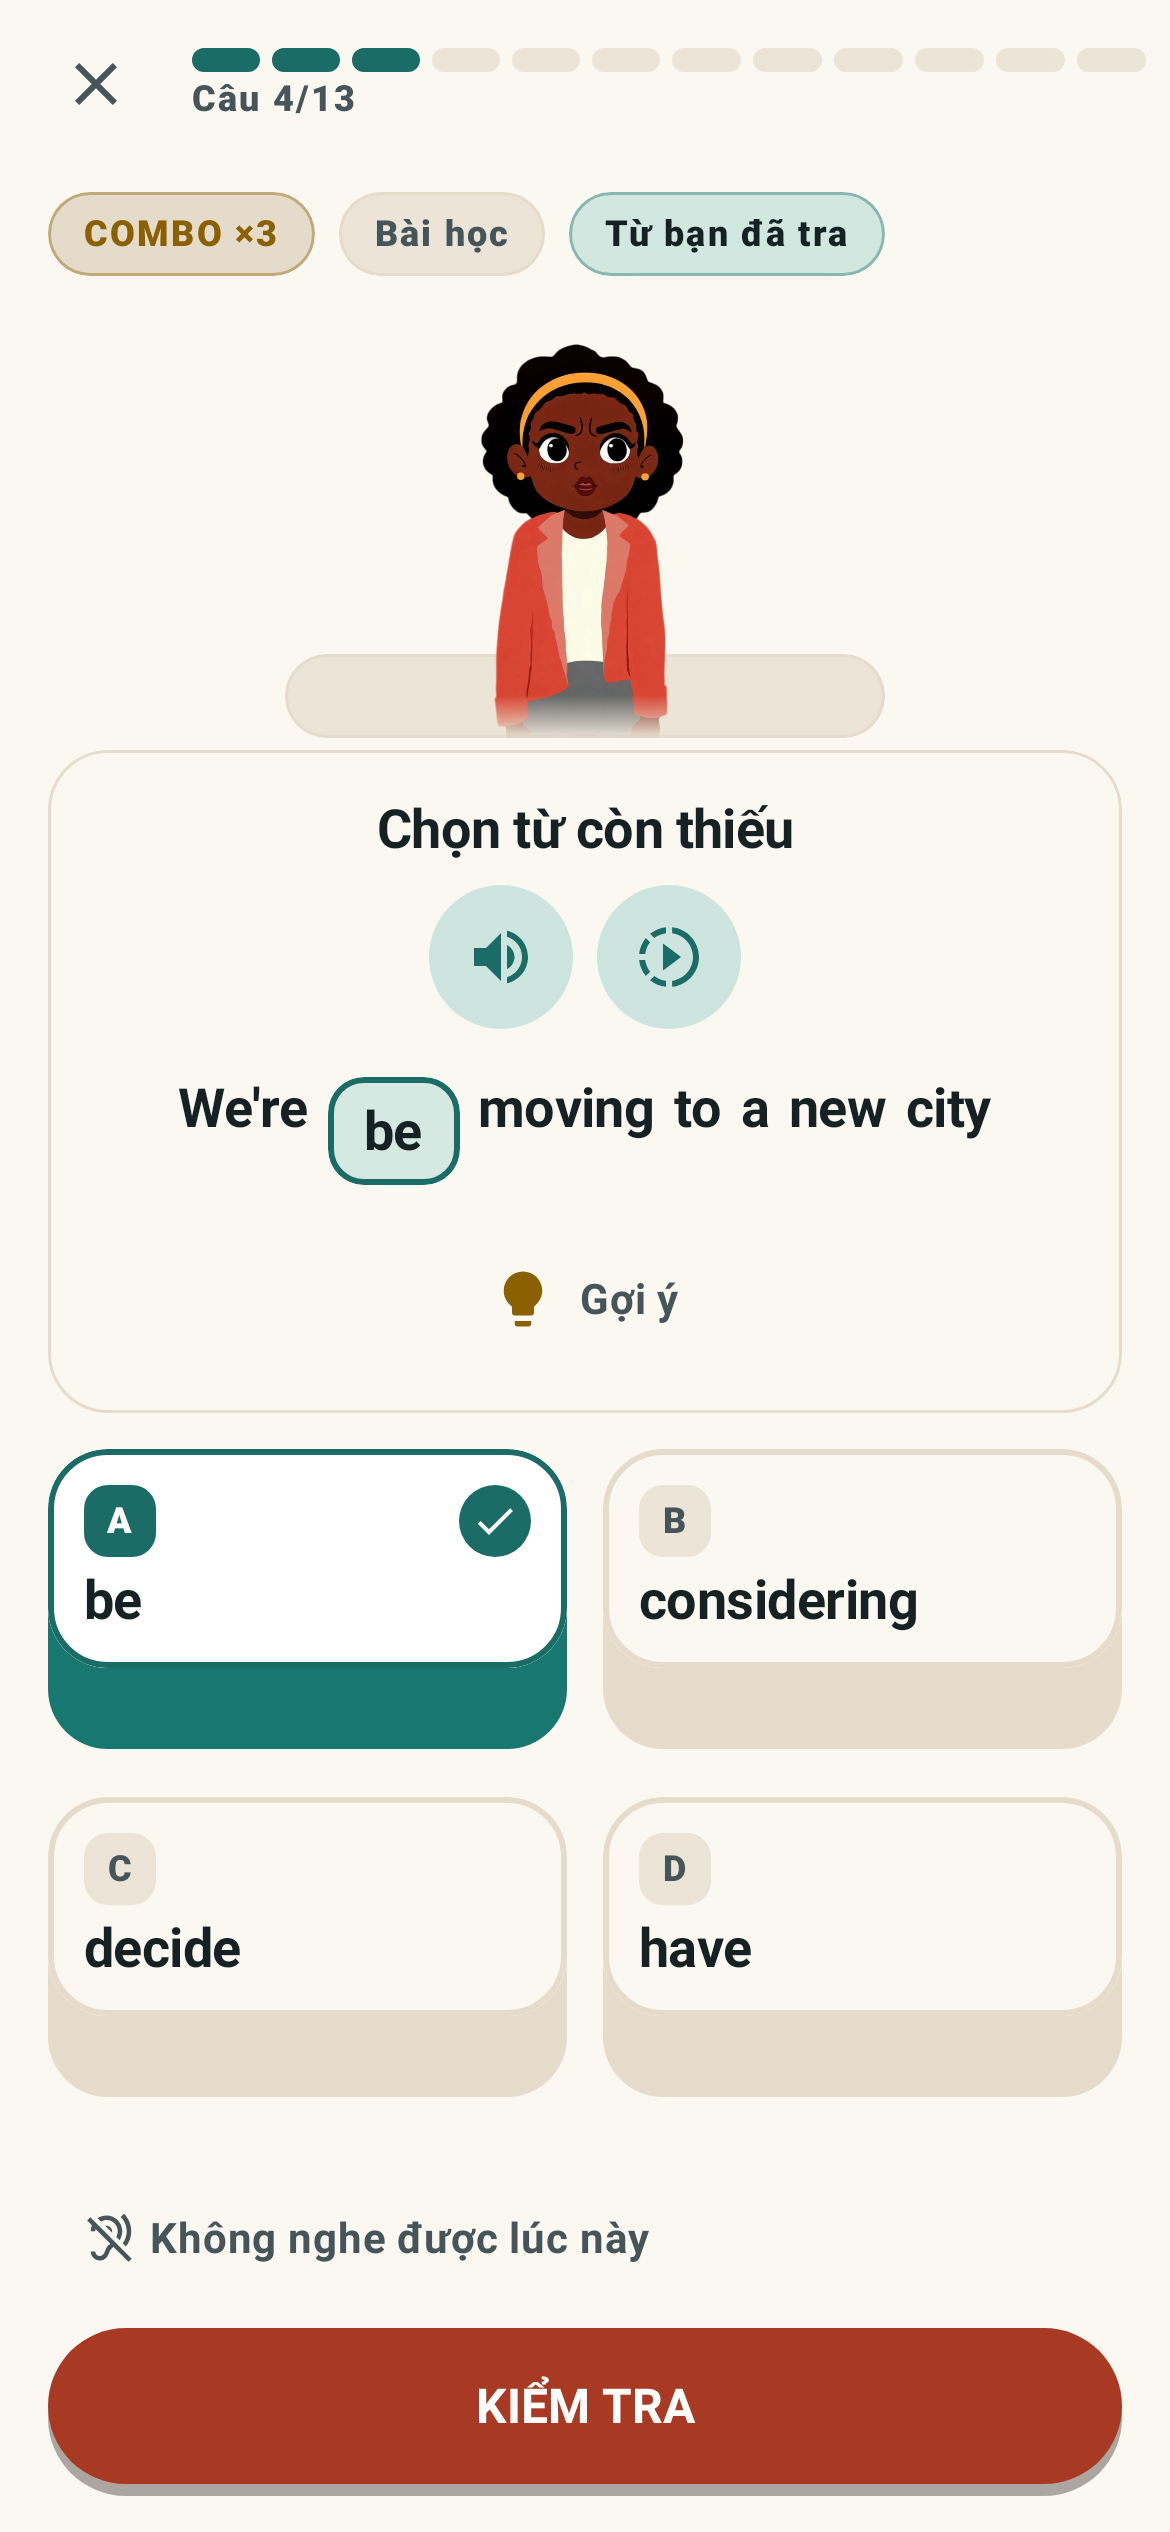 Câu 4/13
COMBO ×3
Bài học
Từ bạn đã tra
Chọn từ còn thiếu
We're be moving to a new city
Gợi ý
A
be
B
considering
C
decide
D
have
Không nghe được lúc này
KIỂM TRA